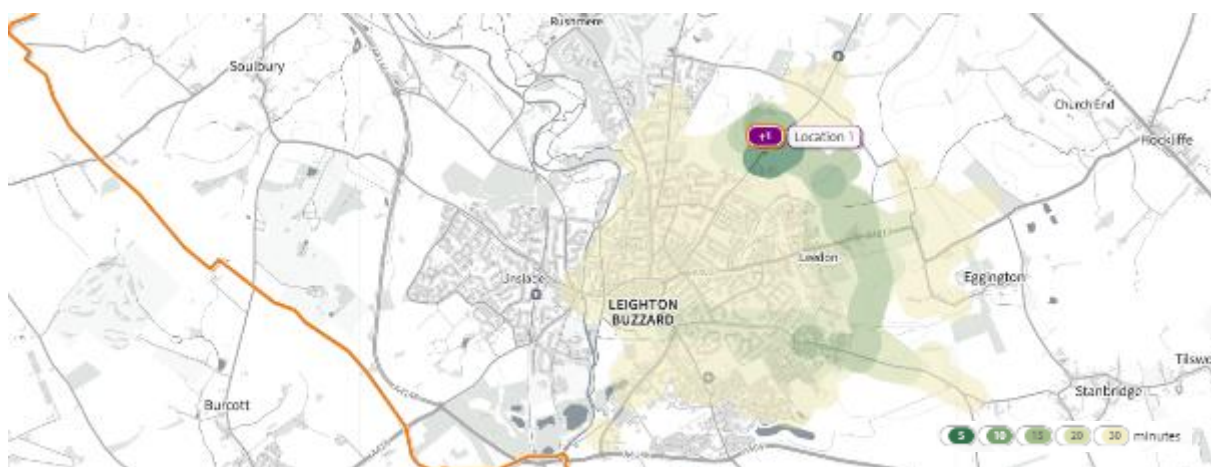 Rushmere
Soulbury
Church End
Hockliffe
+1 Location 1
Leedon
Linslade
Eggington
LEIGHTON
BUZZARD
Stanbridge
Burcott
5 10 15 20 30 minutes